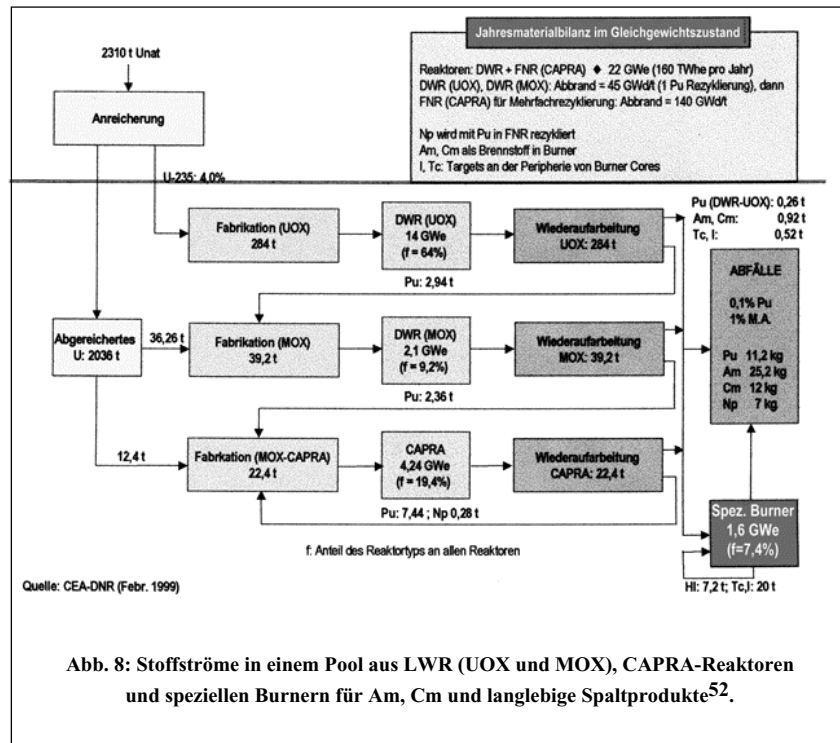 2310 t Unat
Anreicherung
Jahresmaterialbilanz im Gleichgewichtszustand
Reaktoren: DWR + FNR (CAPRA) ♦ 22 GWe (160 TWhe pro Jahr)
DWR (UOX), DWR (MOX): Abbrand = 45 GWd/t (1 Pu Rezyklierung), dann
FNR (CAPRA) für Mehrfachrezyklierung: Abbrand = 140 GWd/t
Np wird mit Pu in FNR rezykliert
Am, Cm als Brennstoff in Burner
I, Tc: Targets an der Peripherie von Burner Cores
U-235: 4,0%
Fabrikation (UOX)
284 t
DWR (UOX)
14 GWe
(f = 64%)
Wiederaufarbeitung
UOX: 284 t
Pu (DWR-UOX): 0,26 t
Am, Cm: 0,92 t
Tc, I: 0,52 t
Pu: 2,94 t
Abgereichertes
U: 2036 t
36,26 t
Fabrikation (MOX)
39,2 t
DWR (MOX)
2,1 GWe
(f = 9,2%)
Wiederaufarbeitung
MOX: 39,2 t
ABFÄLLE
0,1% Pu
1% M.A.
Pu 11,2 kg
Am 25,2 kg
Cm 12 kg
Np 7 kg
Pu: 2,36 t
12,4 t
Fabrkation (MOX-CAPRA)
22,4 t
CAPRA
4,24 GWe
(f = 19,4%)
Wiederaufarbeitung
CAPRA: 22,4 t
Pu: 7,44 ; Np 0,28 t
Spez. Burner
1,6 GWe
(f=7,4%)
f: Anteil des Reaktortyps an allen Reaktoren
Quelle: CEA-DNR (Febr. 1999)
HI: 7,2 t; Tc,I: 20 t
Abb. 8: Stoffströme in einem Pool aus LWR (UOX und MOX), CAPRA-Reaktoren
und speziellen Burnern für Am, Cm und langlebige Spaltprodukte52.